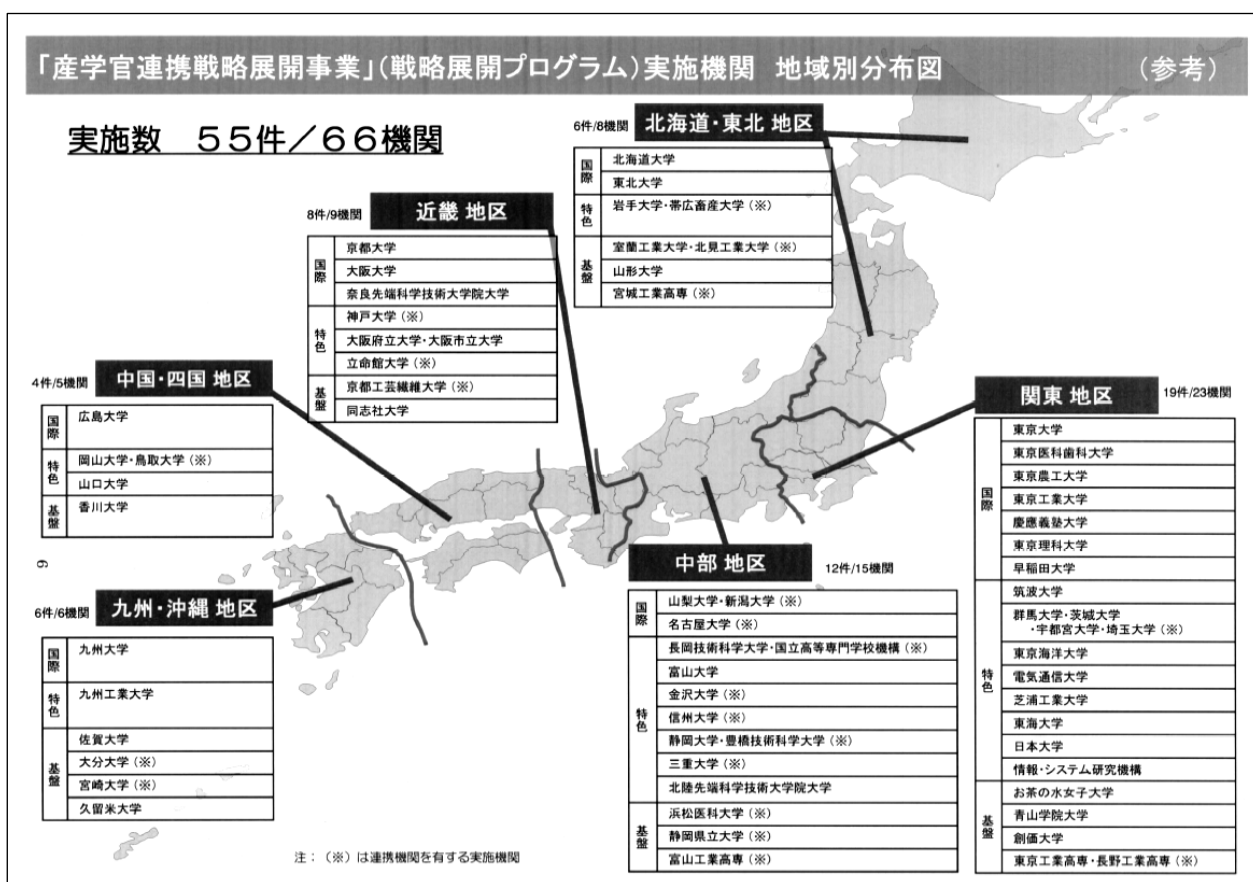 「産学官連携戦略展開事業」(戦略展開プログラム)実施機関 地域別分布図 (参考)
実施数 55件/66機関
6件/8機関
北海道・東北 地区
国際
北海道大学
東北大学
特色
岩手大学・帯広畜産大学(※)
基盤
室蘭工業大学・北見工業大学(※)
山形大学
宮城工業高専(※)
8件/9機関
近畿 地区
国際
京都大学
大阪大学
奈良先端科学技術大学院大学
特色
神戸大学(※)
大阪府立大学・大阪市立大学
立命館大学(※)
基盤
京都工芸繊維大学(※)
同志社大学
4件/5機関
中国・四国 地区
国際
広島大学
特色
岡山大学・鳥取大学(※)
山口大学
基盤
香川大学
関東 地区
19件/23機関
国際
東京大学
東京医科歯科大学
東京農工大学
東京工業大学
慶應義塾大学
東京理科大学
早稲田大学
特色
筑波大学
群馬大学・茨城大学
・宇都宮大学・埼玉大学(※)
東京海洋大学
電気通信大学
芝浦工業大学
東海大学
日本大学
情報・システム研究機構
基盤
お茶の水女子大学
青山学院大学
創価大学
東京工業高専・長野工業高専(※)
中部 地区
12件/15機関
国際
山梨大学・新潟大学(※)
名古屋大学(※)
特色
長岡技術科学大学・国立高等専門学校機構(※)
富山大学
金沢大学(※)
信州大学(※)
静岡大学・豊橋技術科学大学(※)
三重大学(※)
北陸先端科学技術大学院大学
基盤
浜松医科大学(※)
静岡県立大学(※)
富山工業高専(※)
9
6件/6機関
九州・沖縄 地区
国際
九州大学
特色
九州工業大学
基盤
佐賀大学
大分大学(※)
宮崎大学(※)
久留米大学
注:(※)は連携機関を有する実施機関